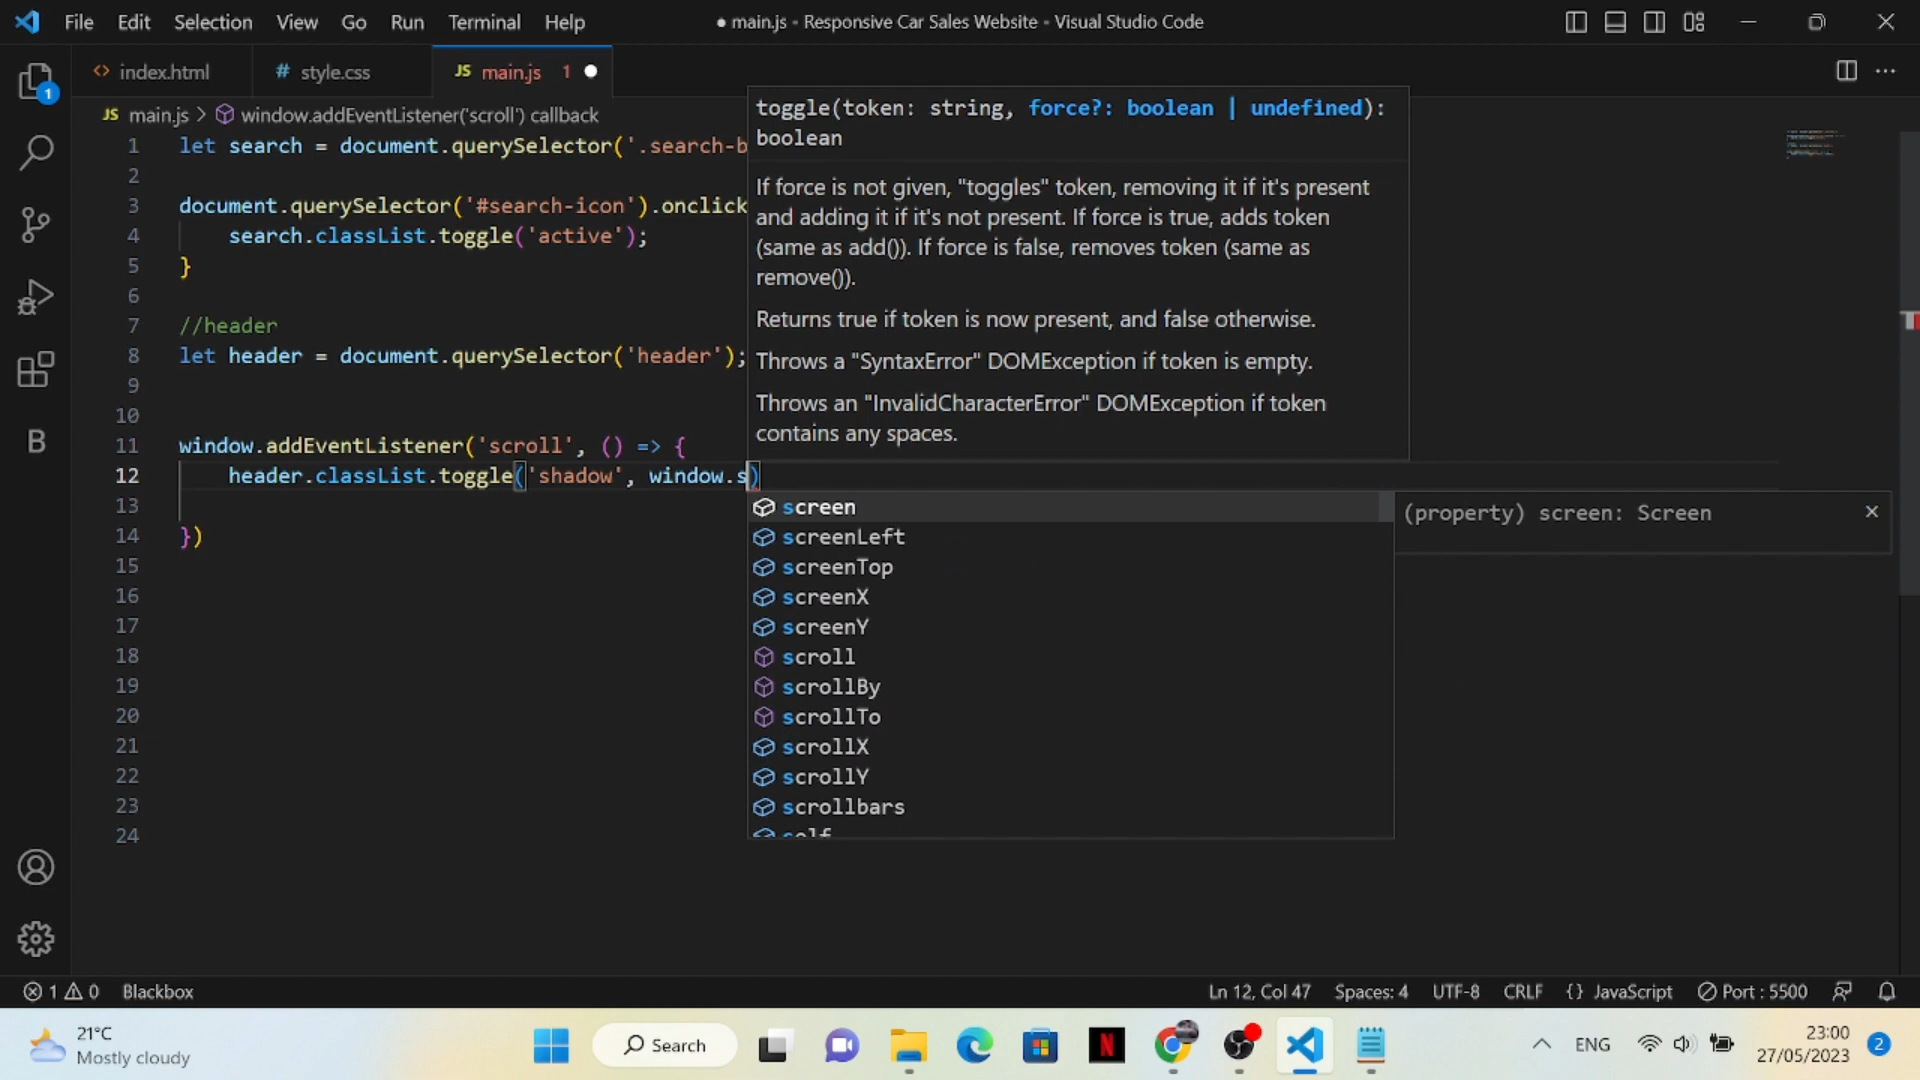 File Edit Selection View Go Run Terminal Help
● main.js - Responsive Car Sales Website - Visual Studio Code
index.html
# style.css
JS main.js 1 ●
JS main.js > window.addEventListener('scroll') callback
1 let search = document.querySelector('.search-b
2
3 document.querySelector('#search-icon').onclick
4 search.classList.toggle('active');
5 }
6
7 //header
8 let header = document.querySelector('header');
9
10
11 window.addEventListener('scroll', () => {
12 header.classList.toggle('shadow', window.s)
13
14 })
15
16
17
18
19
20
21
22
23
24
toggle(token: string, force?: boolean | undefined):
boolean
If force is not given, "toggles" token, removing it if it's present
and adding it if it's not present. If force is true, adds token
(same as add()). If force is false, removes token (same as
remove()).
Returns true if token is now present, and false otherwise.
Throws a "SyntaxError" DOMException if token is empty.
Throws an "InvalidCharacterError" DOMException if token
contains any spaces.
screen
screenLeft
screenTop
screenX
screenY
scroll
scrollBy
scrollTo
scrollX
scrollY
scrollbars
self
(property) screen: Screen
1
B
1 0 Blackbox
Ln 12, Col 47 Spaces: 4 UTF-8 CRLF {} JavaScript Port : 5500
21°C
Mostly cloudy
Search
N
ENG
23:00
27/05/2023
2